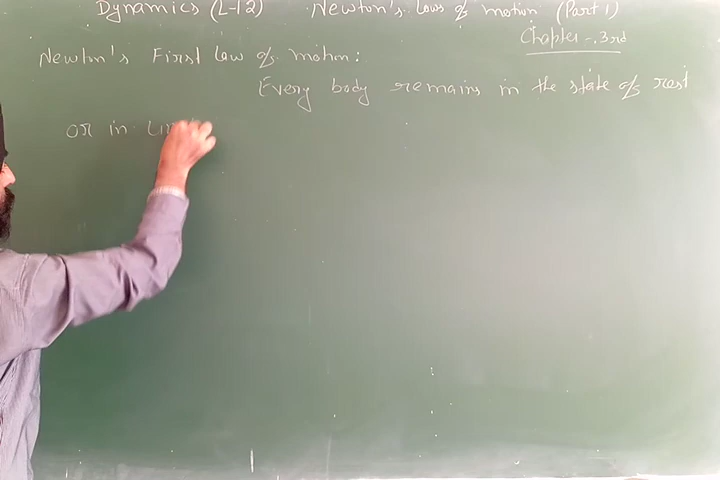 Dynamics (L-12) Newton's laws of motion (Part 1)
Chapter-.3rd
Newton's First law of motion:
Every body remains in the state of rest
or in